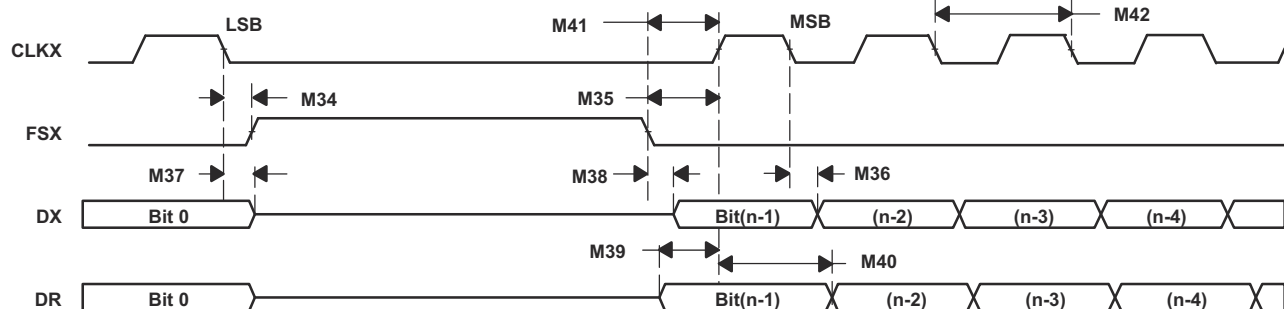 LSB
M41
MSB
M42
CLKX
M34
M35
FSX
M37
M38
M36
DX
Bit 0
Bit(n-1)
(n-2)
(n-3)
(n-4)
M39
M40
DR
Bit 0
Bit(n-1)
(n-2)
(n-3)
(n-4)